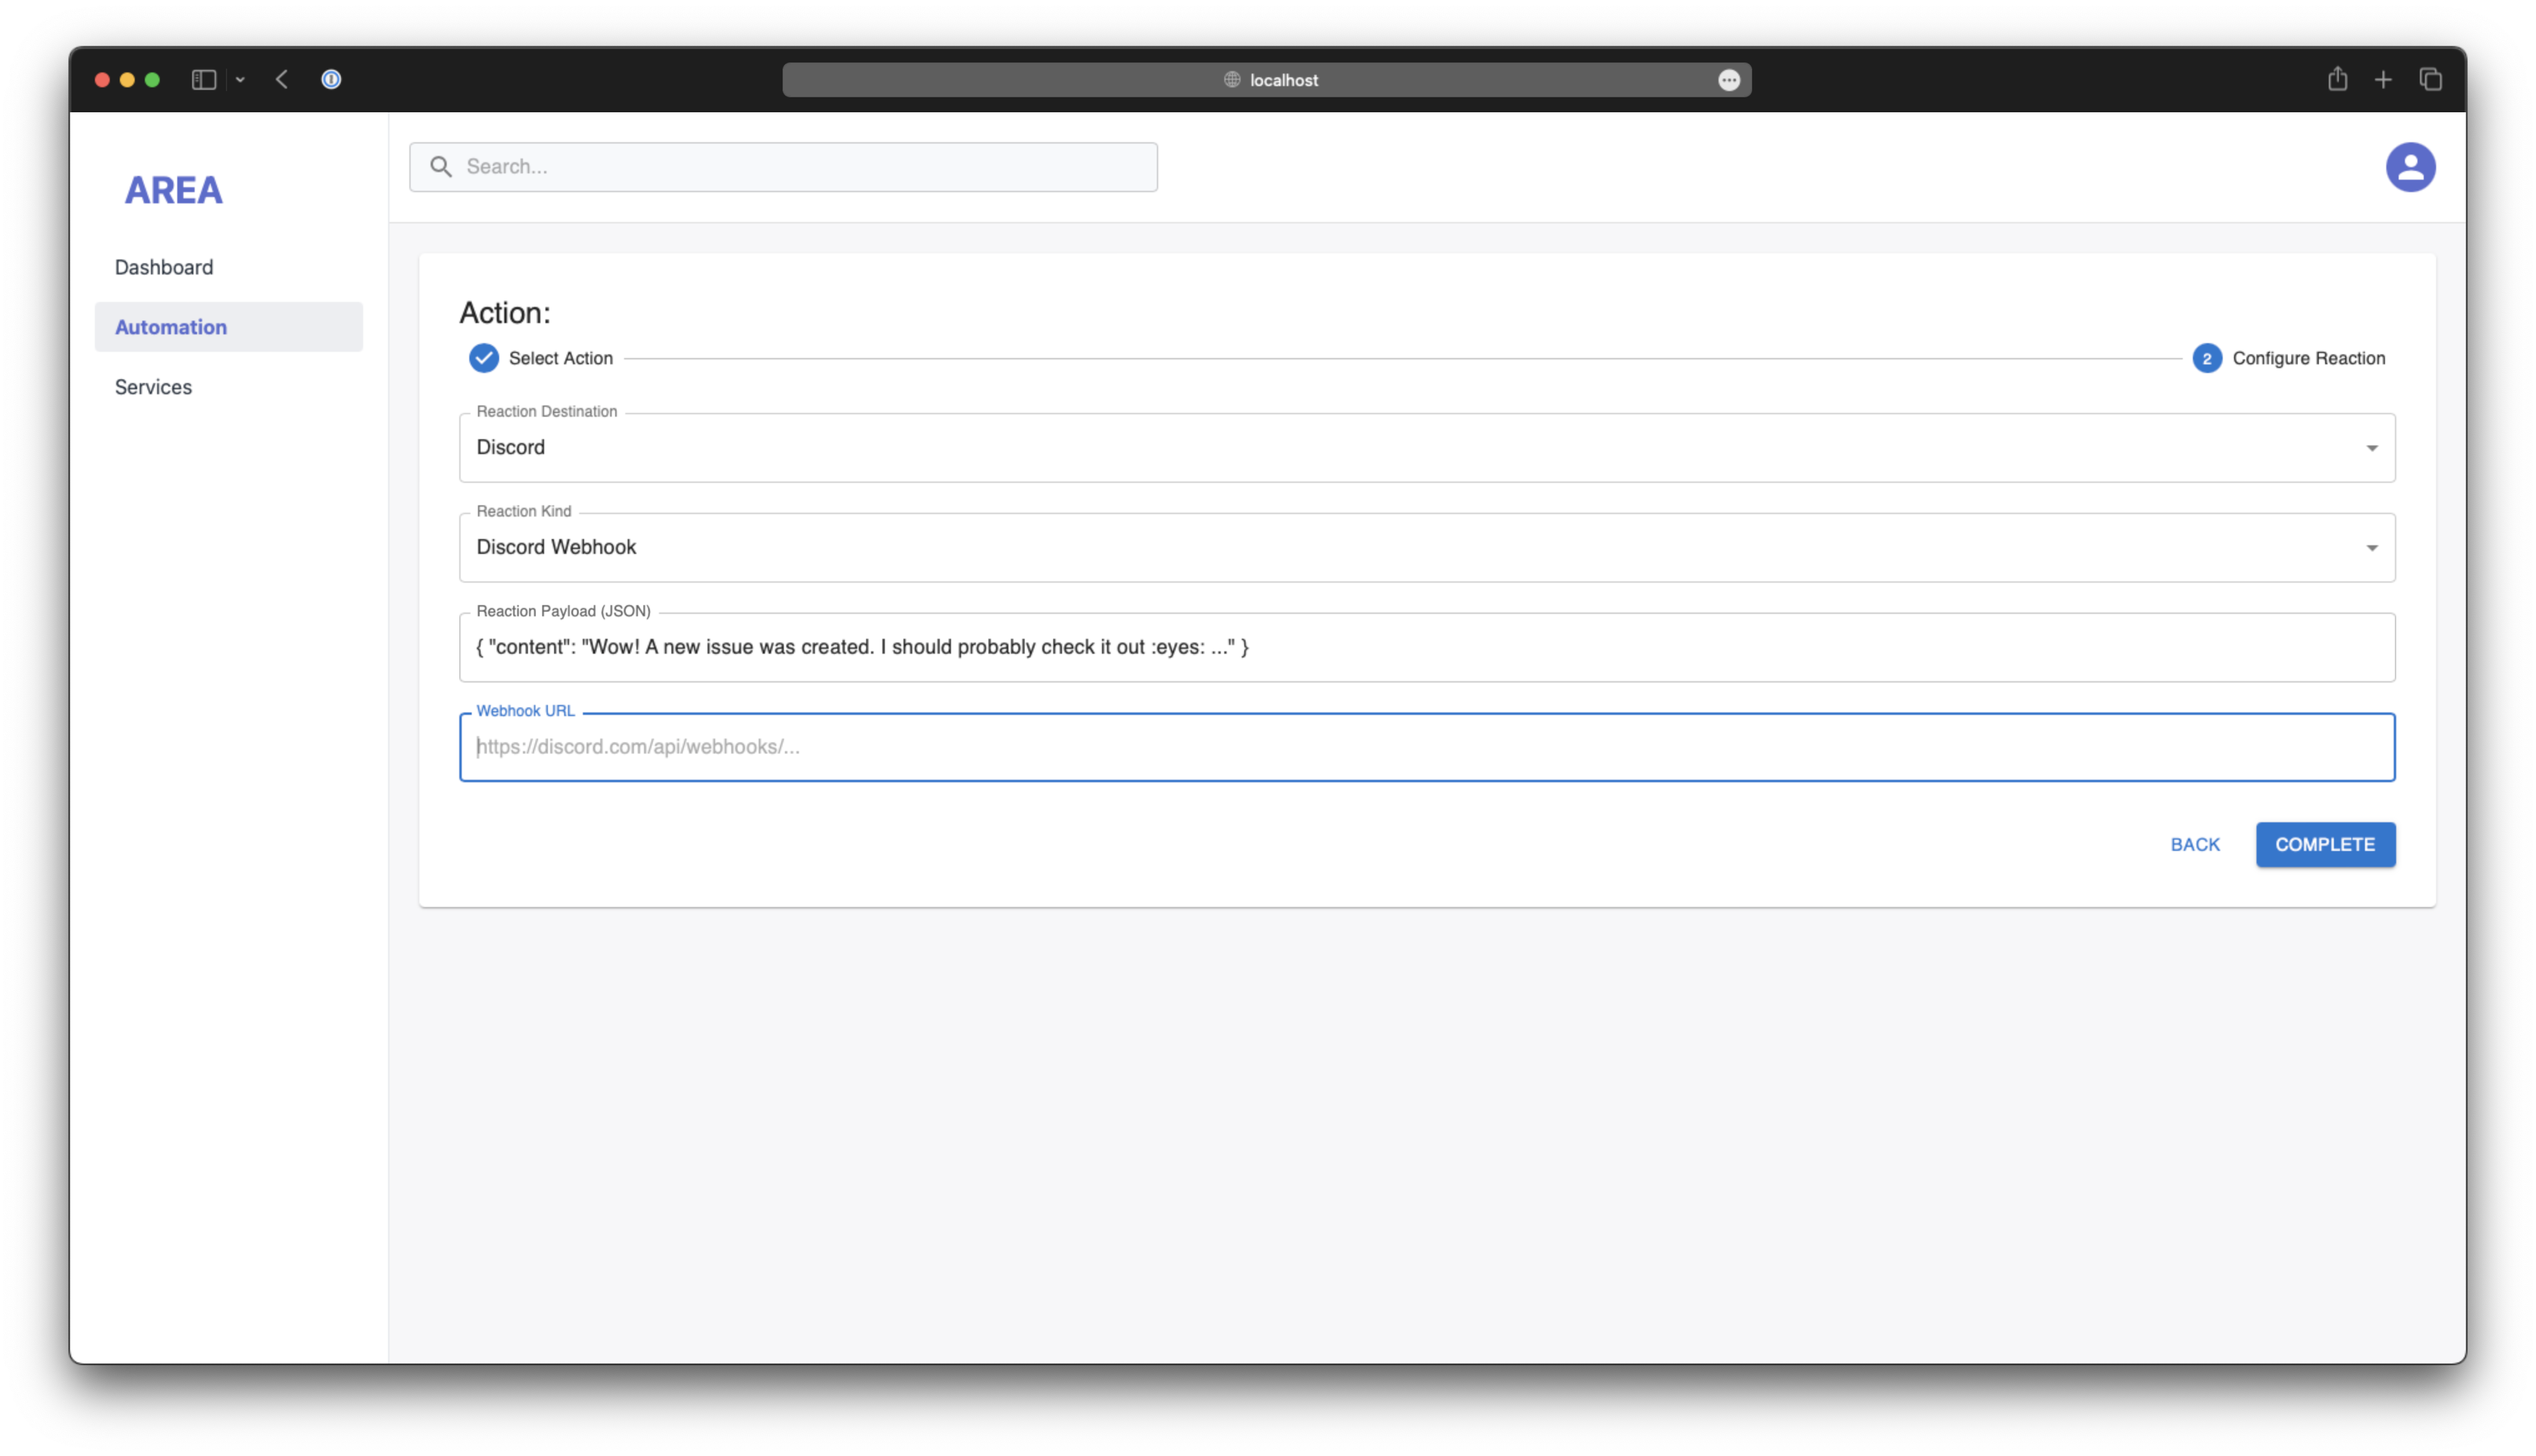 localhost
AREA
Dashboard
Automation
Services
Search...
Action:
Select Action
2 Configure Reaction
Reaction Destination
Discord
Reaction Kind
Discord Webhook
Reaction Payload (JSON)
{ "content": "Wow! A new issue was created. I should probably check it out :eyes: ..." }
Webhook URL
https://discord.com/api/webhooks/...
BACK COMPLETE